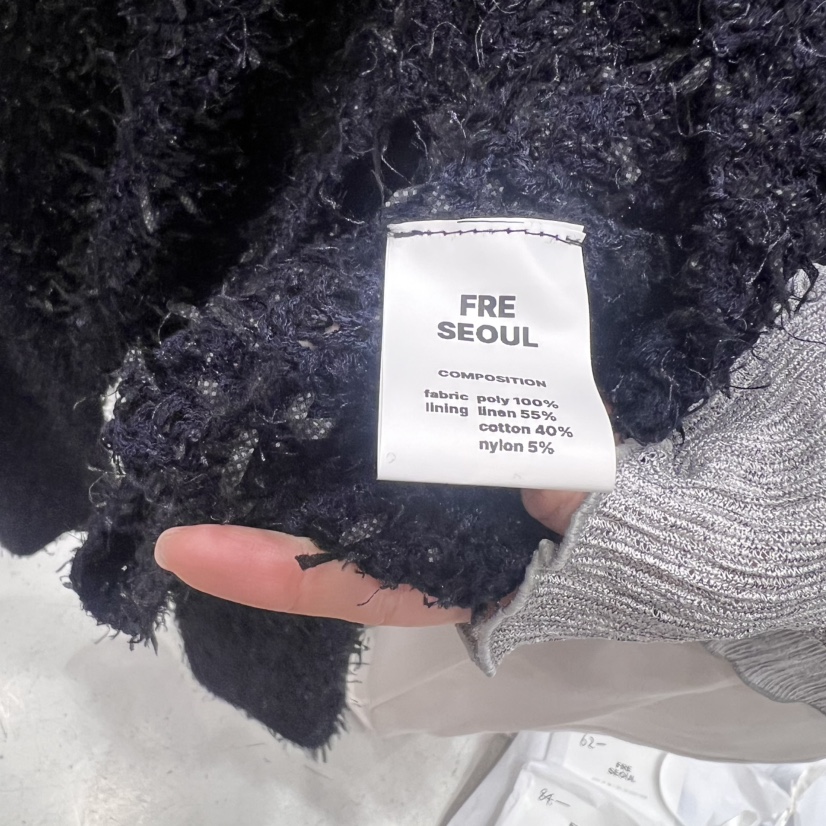 FRE
SEOUL
COMPOSITION
fabric poly 100%
lining linen 55%
cotton 40%
nylon 5%
62—
FRE
SEOUL
84.—